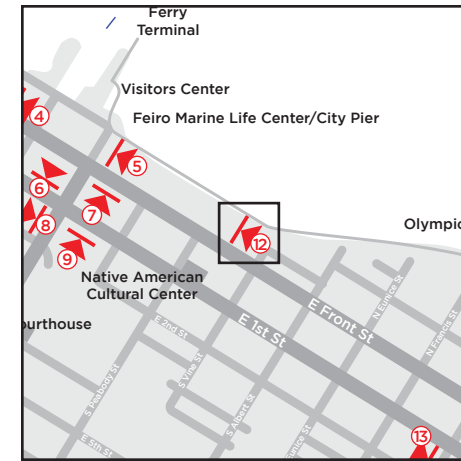 Ferry
Terminal
Visitors Center
4
Feiro Marine Life Center/City Pier
5
6
7
8
12
Olympic
9
Native American
Cultural Center
ourthouse
E 2nd St
E 1st St
E Front St
N Eunice St
N Francis St
S Peabody St
S Vine St
S Albert St
Eunice St
E 5th St
13